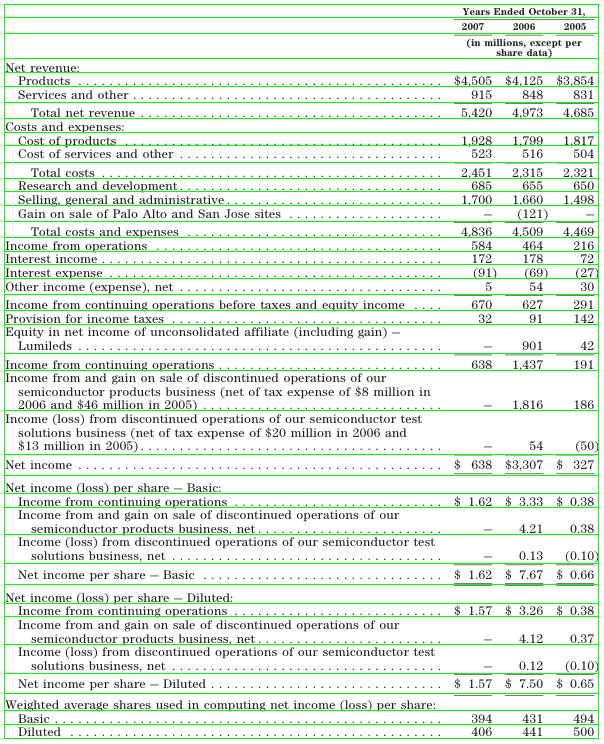 Years Ended October 31,
2007 2006 2005
(in millions, except per
share data)
Net revenue:
Products $4,505 $4,125 $3,854
Services and other 915 848 831
Total net revenue 5,420 4,973 4,685
Costs and expenses:
Cost of products 1,928 1,799 1,817
Cost of services and other 523 516 504
Total costs 2,451 2,315 2,321
Research and development 685 655 650
Selling, general and administrative 1,700 1,660 1,498
Gain on sale of Palo Alto and San Jose sites — (121) —
Total costs and expenses 4,836 4,509 4,469
Income from operations 584 464 216
Interest income 172 178 72
Interest expense (91) (69) (27)
Other income (expense), net 5 54 30
Income from continuing operations before taxes and equity income 670 627 291
Provision for income taxes 32 91 142
Equity in net income of unconsolidated affiliate (including gain) —
Lumileds — 901 42
Income from continuing operations 638 1,437 191
Income from and gain on sale of discontinued operations of our
semiconductor products business (net of tax expense of $8 million in
2006 and $46 million in 2005) — 1,816 186
Income (loss) from discontinued operations of our semiconductor test
solutions business (net of tax expense of $20 million in 2006 and
$13 million in 2005) — 54 (50)
Net income $ 638 $3,307 $ 327
Net income (loss) per share — Basic:
Income from continuing operations $ 1.62 $ 3.33 $ 0.38
Income from and gain on sale of discontinued operations of our
semiconductor products business, net — 4.21 0.38
Income (loss) from discontinued operations of our semiconductor test
solutions business, net — 0.13 (0.10)
Net income per share — Basic $ 1.62 $ 7.67 $ 0.66
Net income (loss) per share — Diluted:
Income from continuing operations $ 1.57 $ 3.26 $ 0.38
Income from and gain on sale of discontinued operations of our
semiconductor products business, net — 4.12 0.37
Income (loss) from discontinued operations of our semiconductor test
solutions business, net — 0.12 (0.10)
Net income per share — Diluted $ 1.57 $ 7.50 $ 0.65
Weighted average shares used in computing net income (loss) per share:
Basic 394 431 494
Diluted 406 441 500